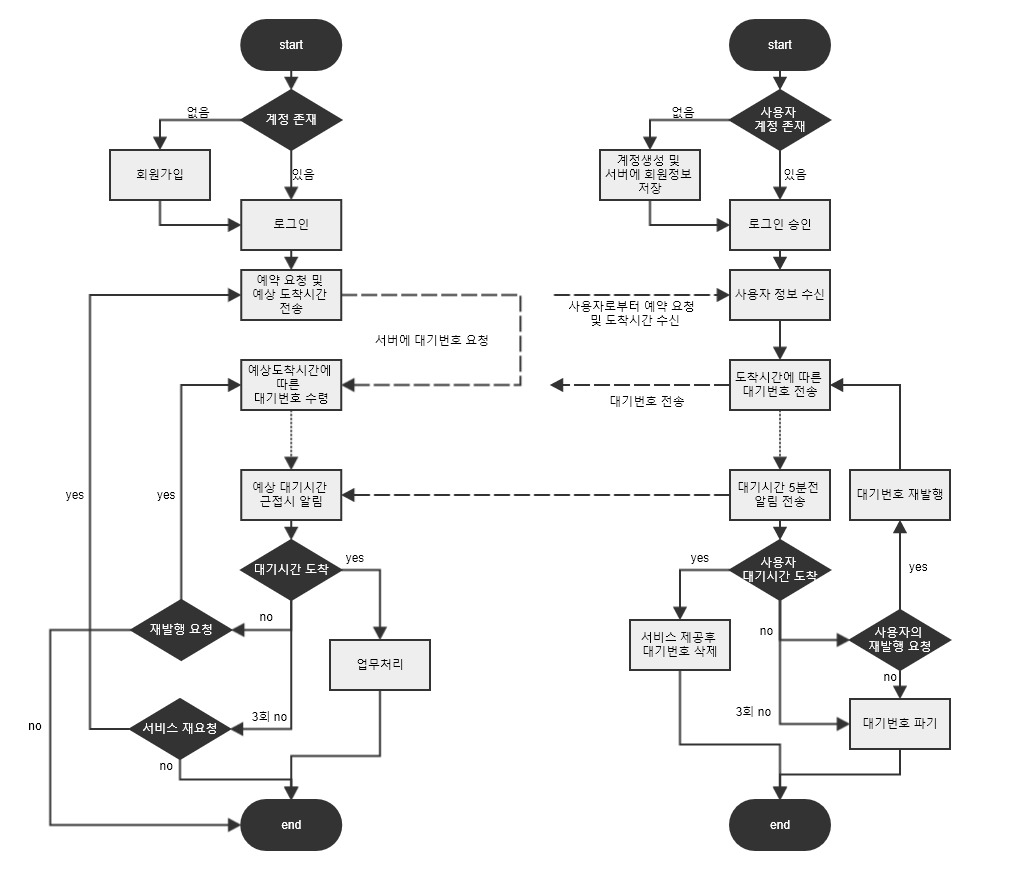 start
계정 존재
없음
있음
회원가입
로그인
예약 요청 및
예상 도착시간
전송
서버에 대기번호 요청
예상도착시간에
따른
대기번호 수령
예상 대기시간
근접시 알림
대기시간 도착
yes
no
업무처리
재발행 요청
yes
yes
3회 no
서비스 재요청
no
no
end
start
사용자
계정 존재
없음
있음
계정생성 및
서버에 회원정보
저장
로그인 승인
사용자 정보 수신
사용자로부터 예약 요청
및 도착시간 수신
도착시간에 따른
대기번호 전송
대기번호 전송
대기시간 5분전
알림 전송
대기번호 재발행
사용자
대기시간 도착
yes
no
yes
서비스 제공후
대기번호 삭제
사용자의
재발행 요청
no
3회 no
대기번호 파기
end